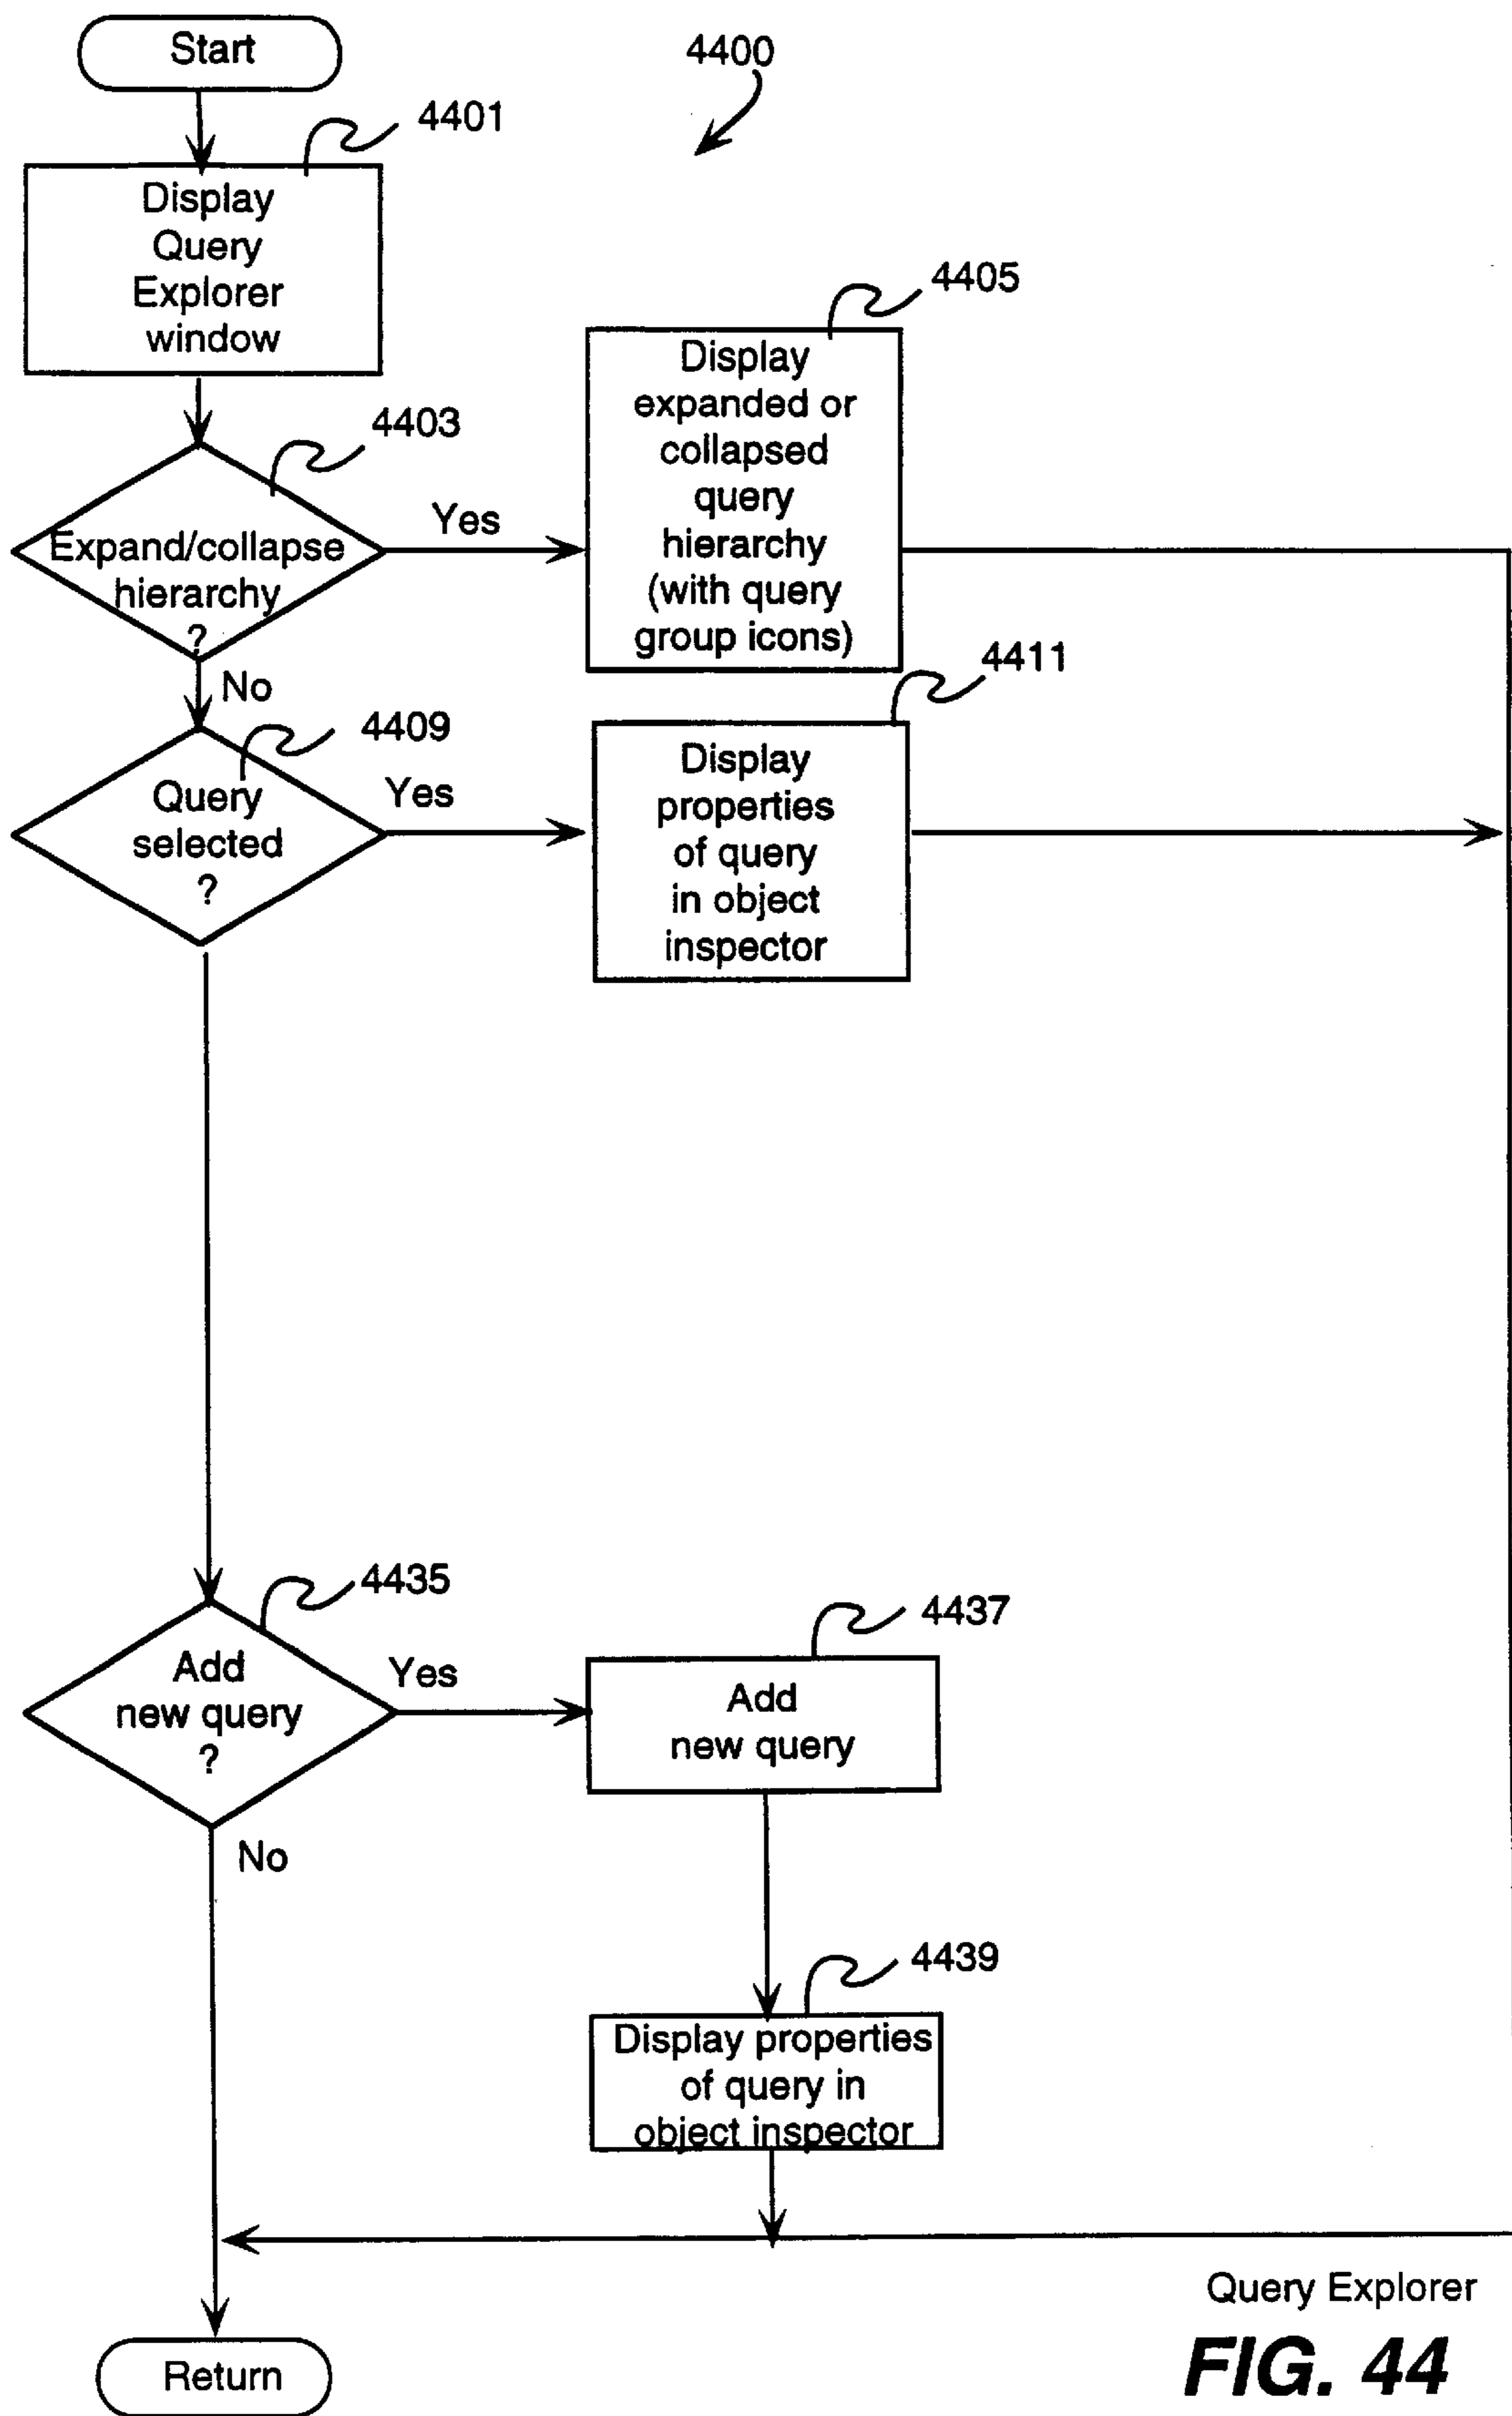 Start
4400
4401
Display
Query
Explorer
window
4405
Display
expanded or
collapsed
query
hierarchy
(with query
group icons)
4403
Expand/collapse
hierarchy
?
Yes
No
4409
Query
selected
?
Yes
4411
Display
properties
of query
in object
inspector
4435
Add
new query
?
Yes
No
4437
Add
new query
4439
Display properties
of query in
object inspector
Return
Query Explorer
FIG. 44